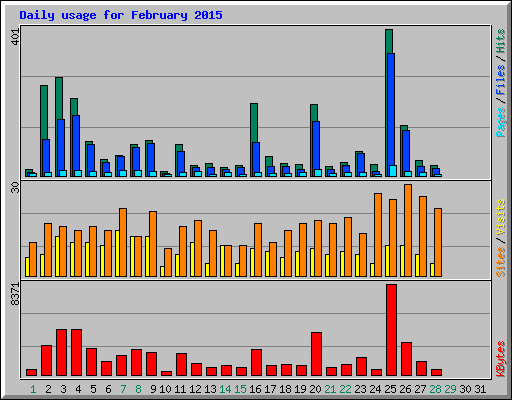 Daily usage for February 2015
401
Pages / Files / Hits
30
Sites / Visits
8371
KBytes
1 2 3 4 5 6 7 8 9 10 11 12 13 14 15 16 17 18 19 20 21 22 23 24 25 26 27 28 29 30 31